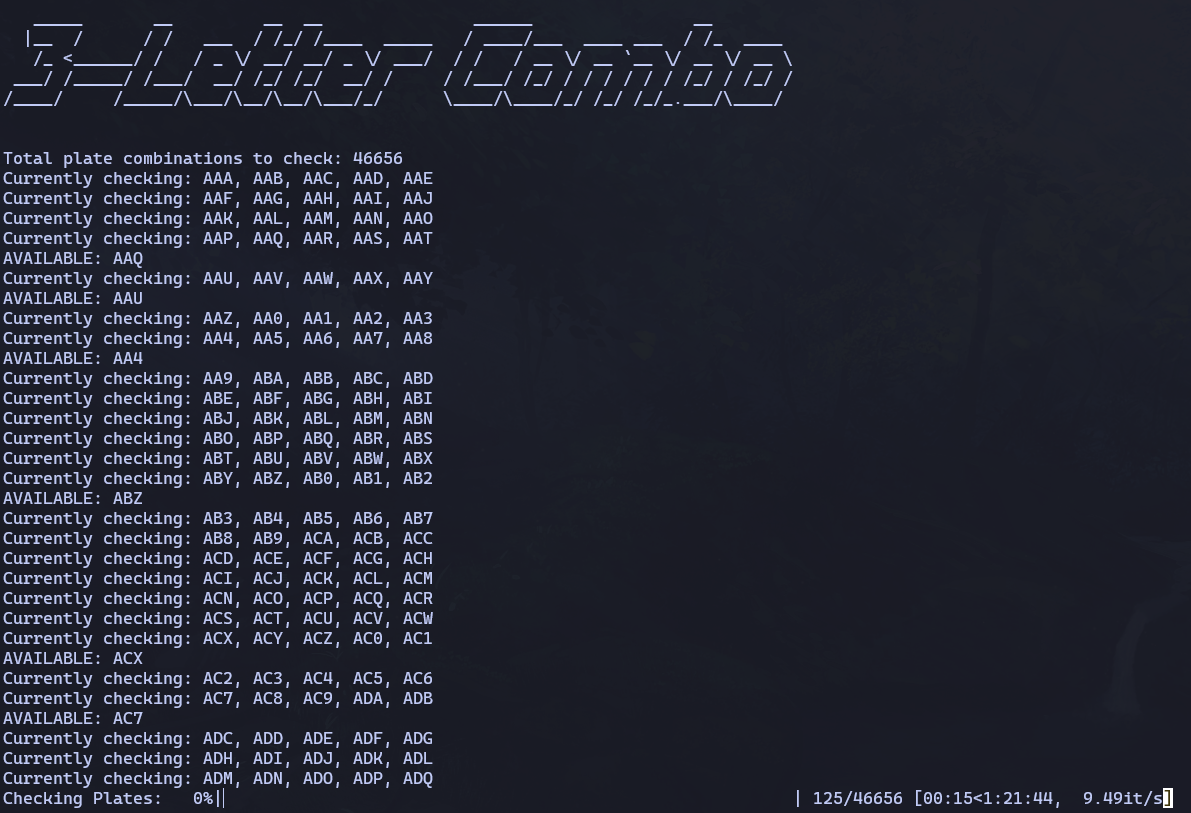 3-Letter Combo
Total plate combinations to check: 46656
Currently checking: AAA, AAB, AAC, AAD, AAE
Currently checking: AAF, AAG, AAH, AAI, AAJ
Currently checking: AAK, AAL, AAM, AAN, AAO
Currently checking: AAP, AAQ, AAR, AAS, AAT
AVAILABLE: AAQ
Currently checking: AAU, AAV, AAW, AAX, AAY
AVAILABLE: AAU
Currently checking: AAZ, AA0, AA1, AA2, AA3
Currently checking: AA4, AA5, AA6, AA7, AA8
AVAILABLE: AA4
Currently checking: AA9, ABA, ABB, ABC, ABD
Currently checking: ABE, ABF, ABG, ABH, ABI
Currently checking: ABJ, ABK, ABL, ABM, ABN
Currently checking: ABO, ABP, ABQ, ABR, ABS
Currently checking: ABT, ABU, ABV, ABW, ABX
Currently checking: ABY, ABZ, AB0, AB1, AB2
AVAILABLE: ABZ
Currently checking: AB3, AB4, AB5, AB6, AB7
Currently checking: AB8, AB9, ACA, ACB, ACC
Currently checking: ACD, ACE, ACF, ACG, ACH
Currently checking: ACI, ACJ, ACK, ACL, ACM
Currently checking: ACN, ACO, ACP, ACQ, ACR
Currently checking: ACS, ACT, ACU, ACV, ACW
Currently checking: ACX, ACY, ACZ, AC0, AC1
AVAILABLE: ACX
Currently checking: AC2, AC3, AC4, AC5, AC6
Currently checking: AC7, AC8, AC9, ADA, ADB
AVAILABLE: AC7
Currently checking: ADC, ADD, ADE, ADF, ADG
Currently checking: ADH, ADI, ADJ, ADK, ADL
Currently checking: ADM, ADN, ADO, ADP, ADQ
Checking Plates:   0%| | 125/46656 [00:15<1:21:44,  9.49it/s]